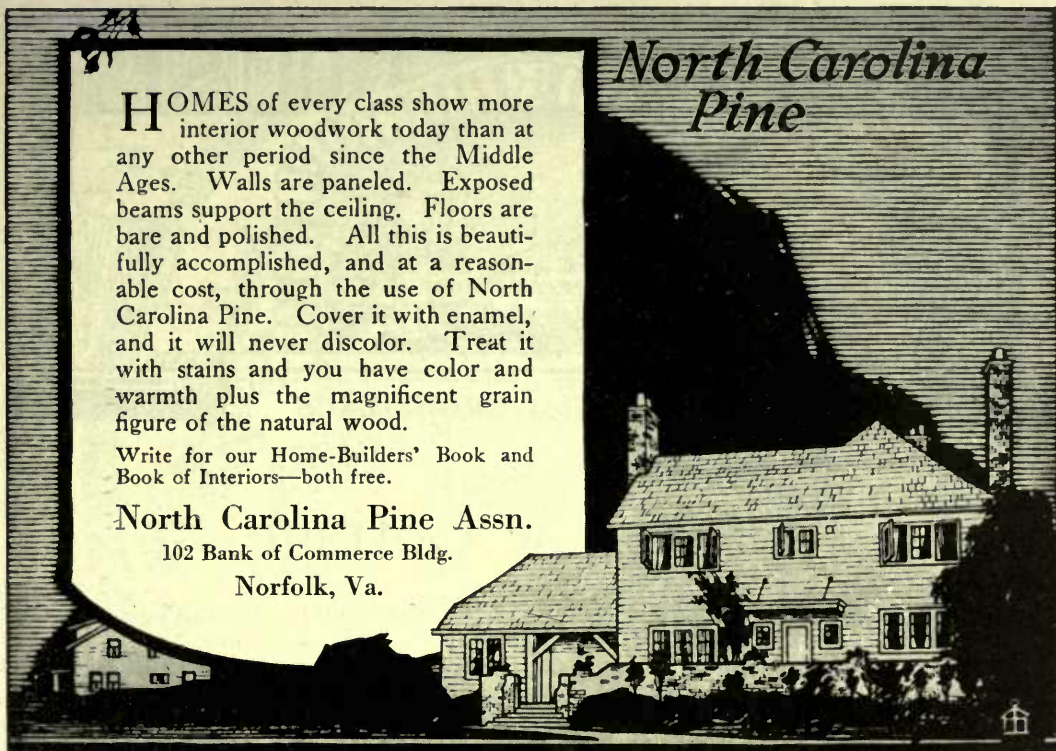 North Carolina
Pine
HOMES of every class show more
interior woodwork today than at
any other period since the Middle
Ages. Walls are paneled. Exposed
beams support the ceiling. Floors are
bare and polished. All this is beauti-
fully accomplished, and at a reason-
able cost, through the use of North
Carolina Pine. Cover it with enamel,
and it will never discolor. Treat it
with stains and you have color and
warmth plus the magnificent grain
figure of the natural wood.
Write for our Home-Builders' Book and
Book of Interiors—both free.
North Carolina Pine Assn.
102 Bank of Commerce Bldg.
Norfolk, Va.